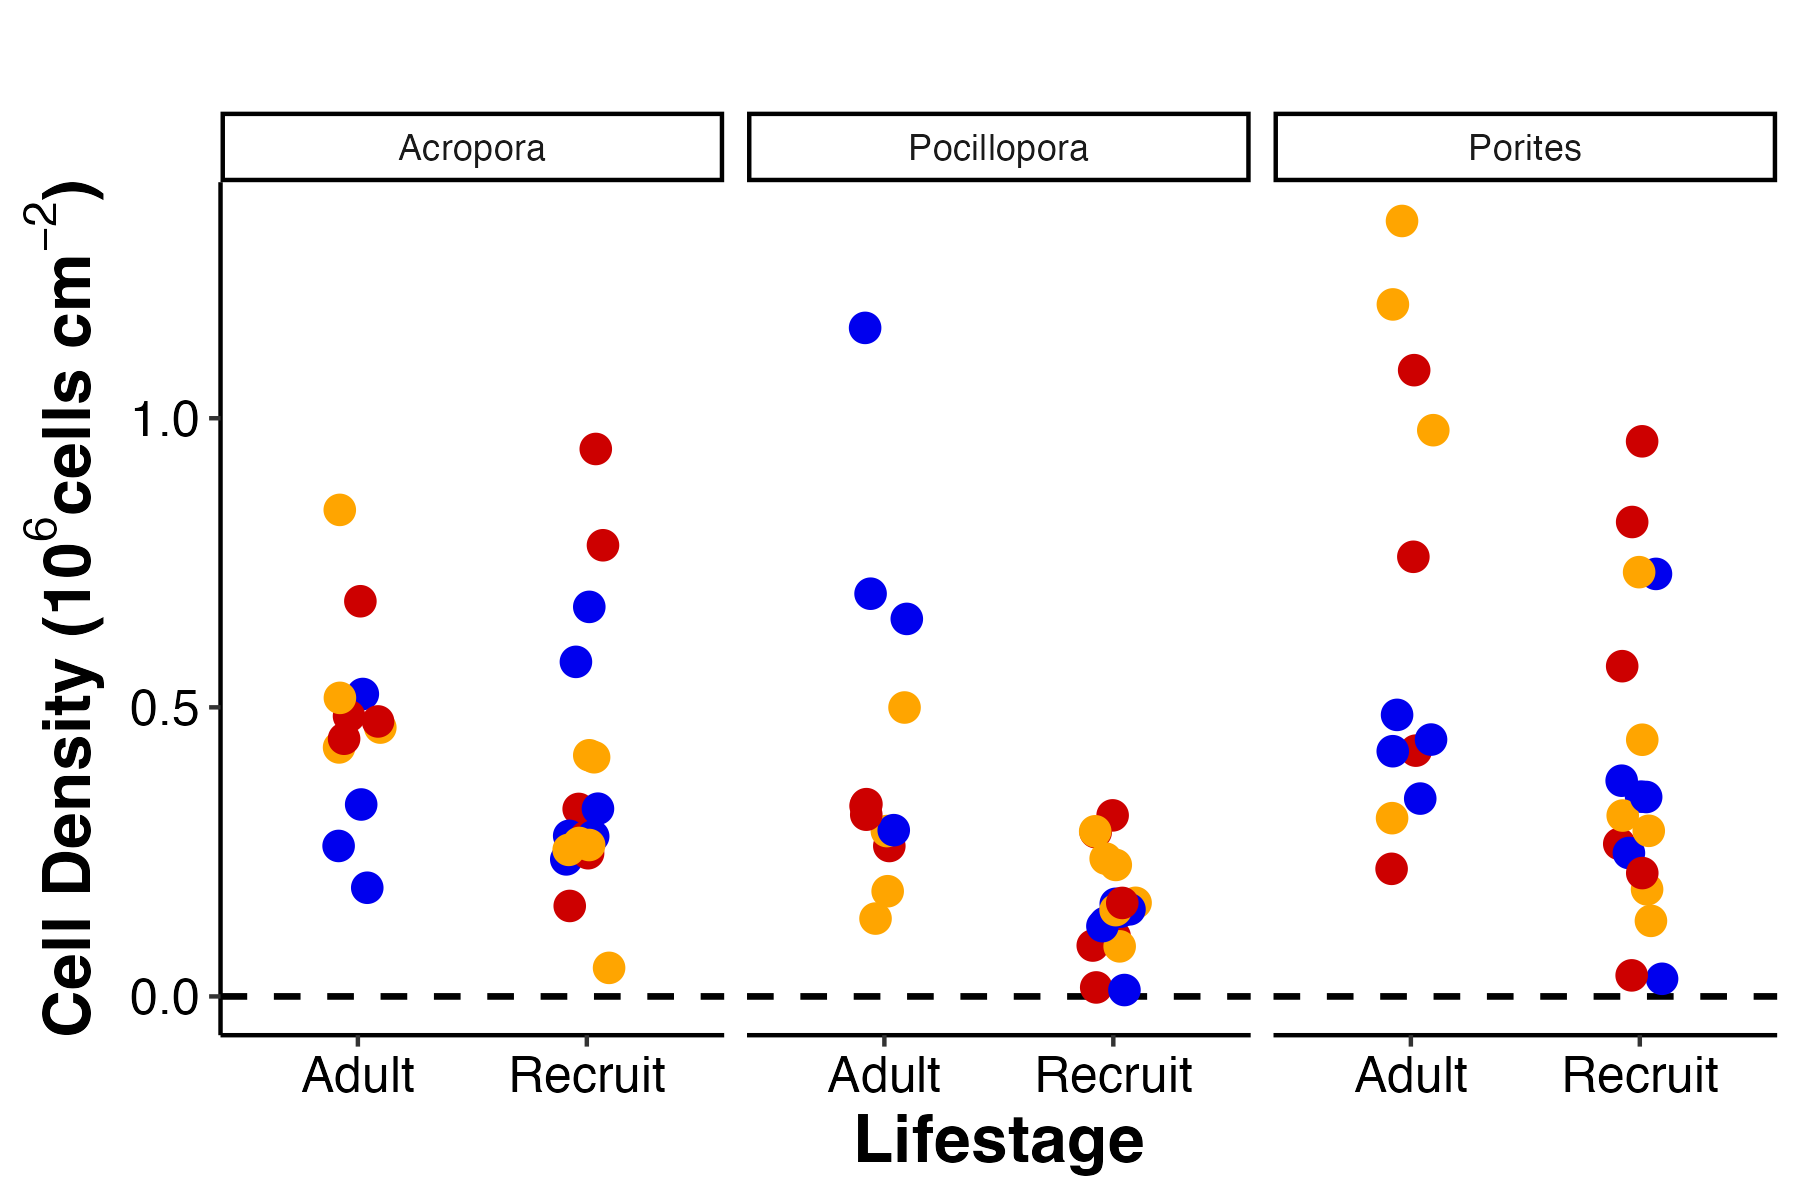 Acropora
Pocillopora
Porites
Cell Density (10⁶cells cm⁻²)
1.0
0.5
0.0
Adult
Recruit
Adult
Recruit
Adult
Recruit
Lifestage